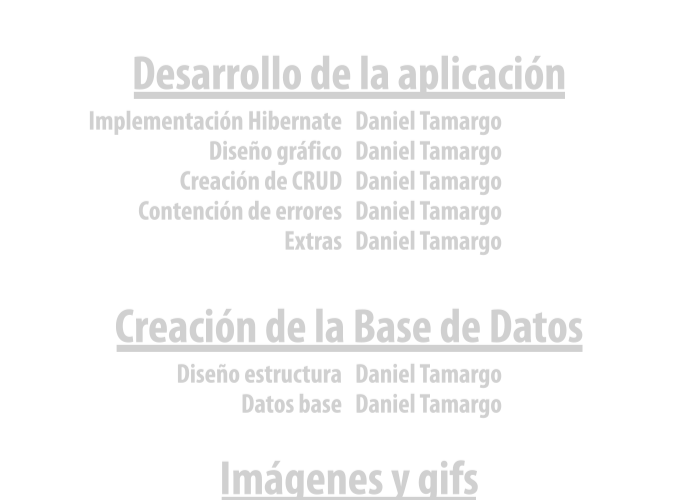 Desarrollo de la aplicación
Implementación Hibernate Daniel Tamargo
Diseño gráfico Daniel Tamargo
Creación de CRUD Daniel Tamargo
Contención de errores Daniel Tamargo
Extras Daniel Tamargo
Creación de la Base de Datos
Diseño estructura Daniel Tamargo
Datos base Daniel Tamargo
Imágenes y gifs